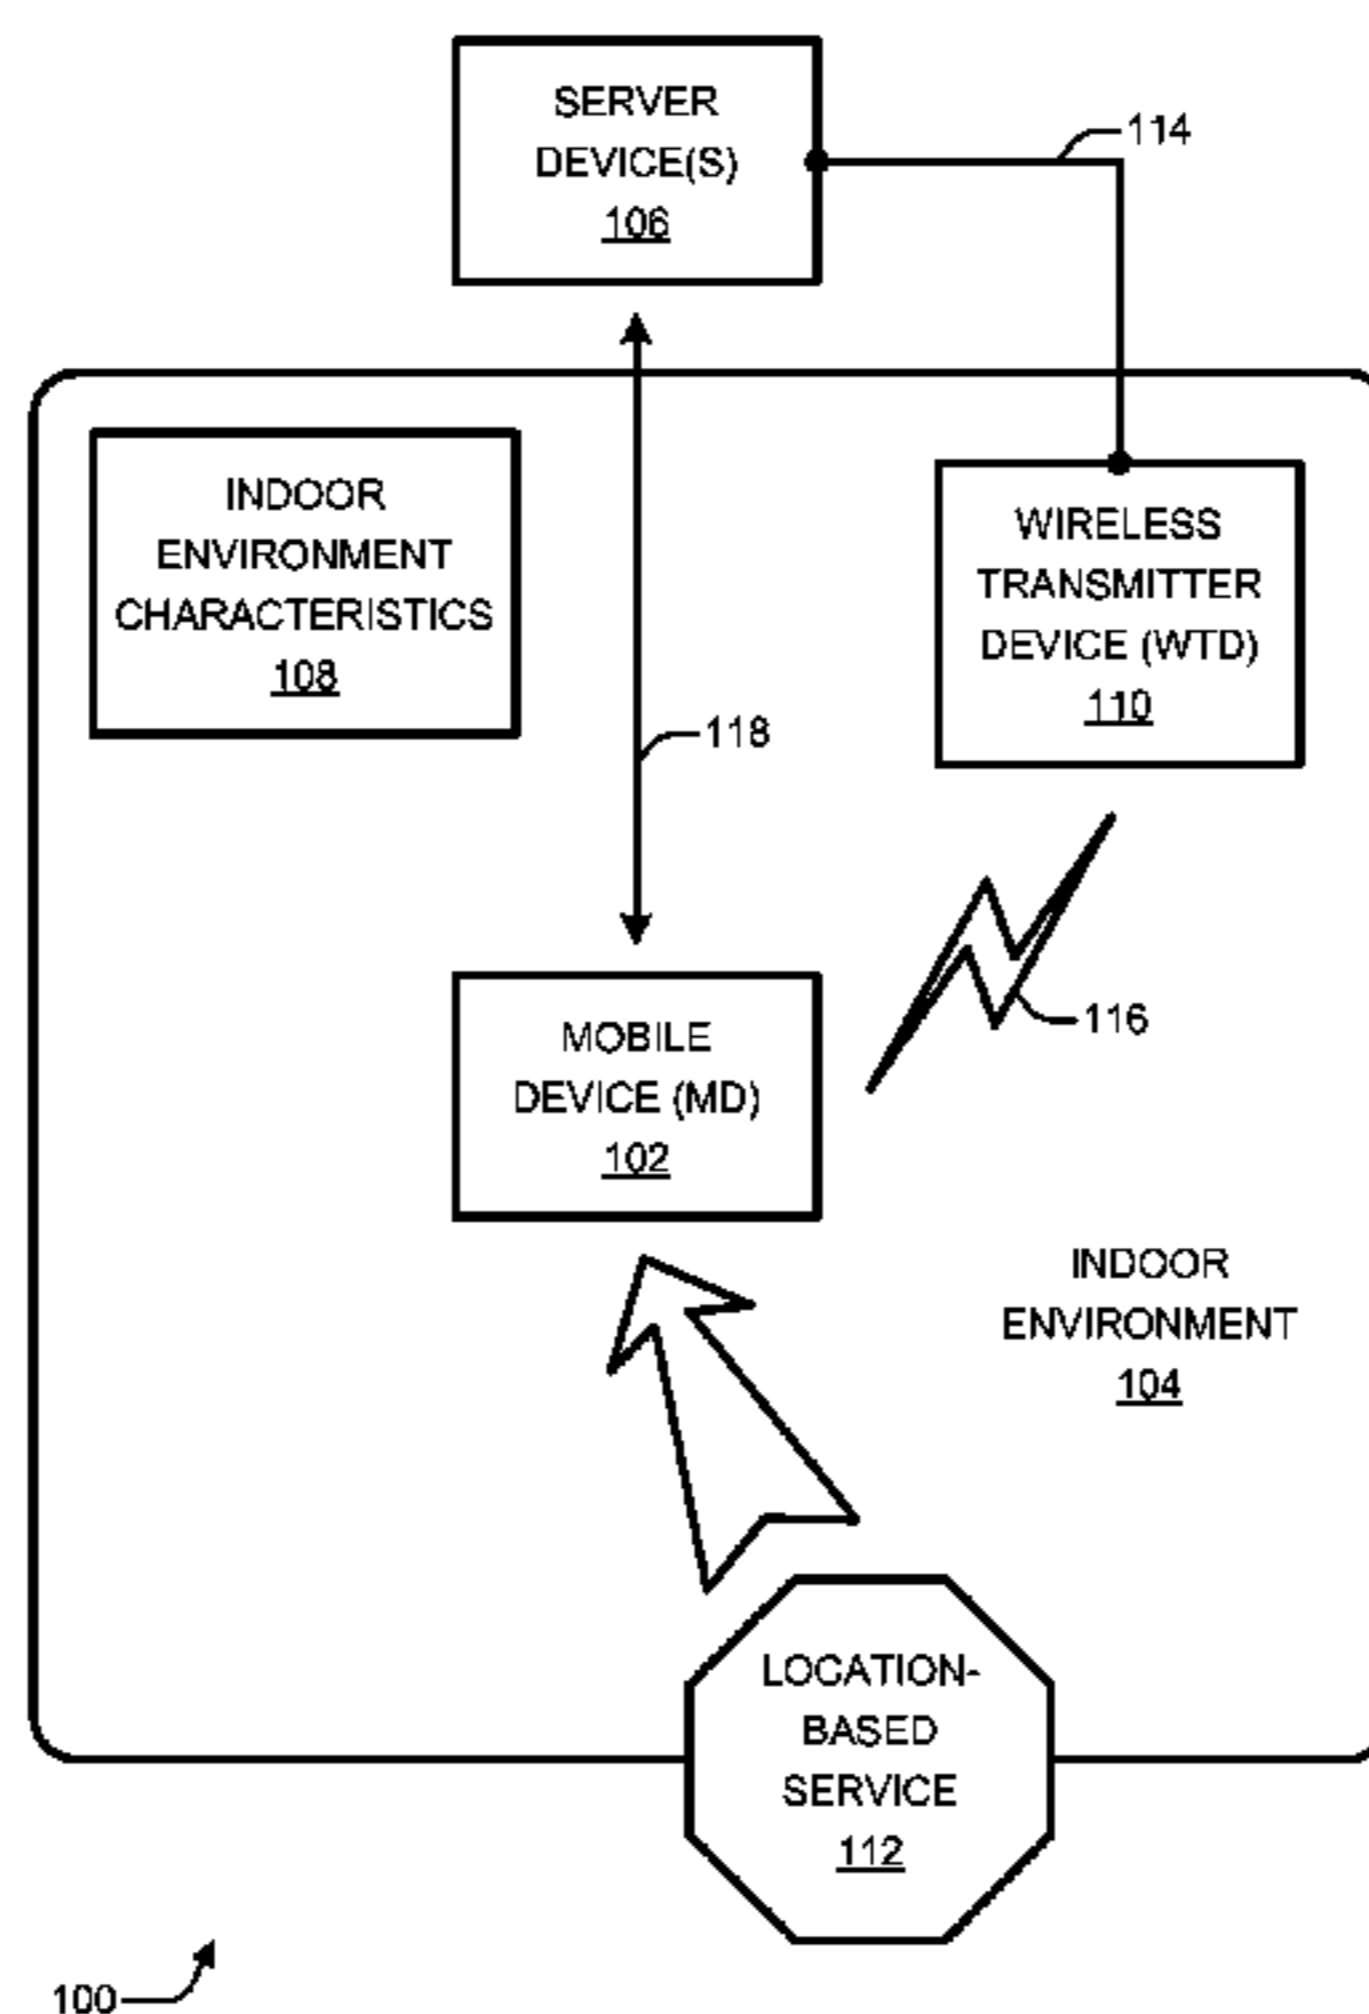 SERVER
DEVICE(S)
106
114
INDOOR
ENVIRONMENT
CHARACTERISTICS
108
WIRELESS
TRANSMITTER
DEVICE (WTD)
110
118
MOBILE
DEVICE (MD)
102
116
INDOOR
ENVIRONMENT
104
LOCATION-
BASED
SERVICE
112
100